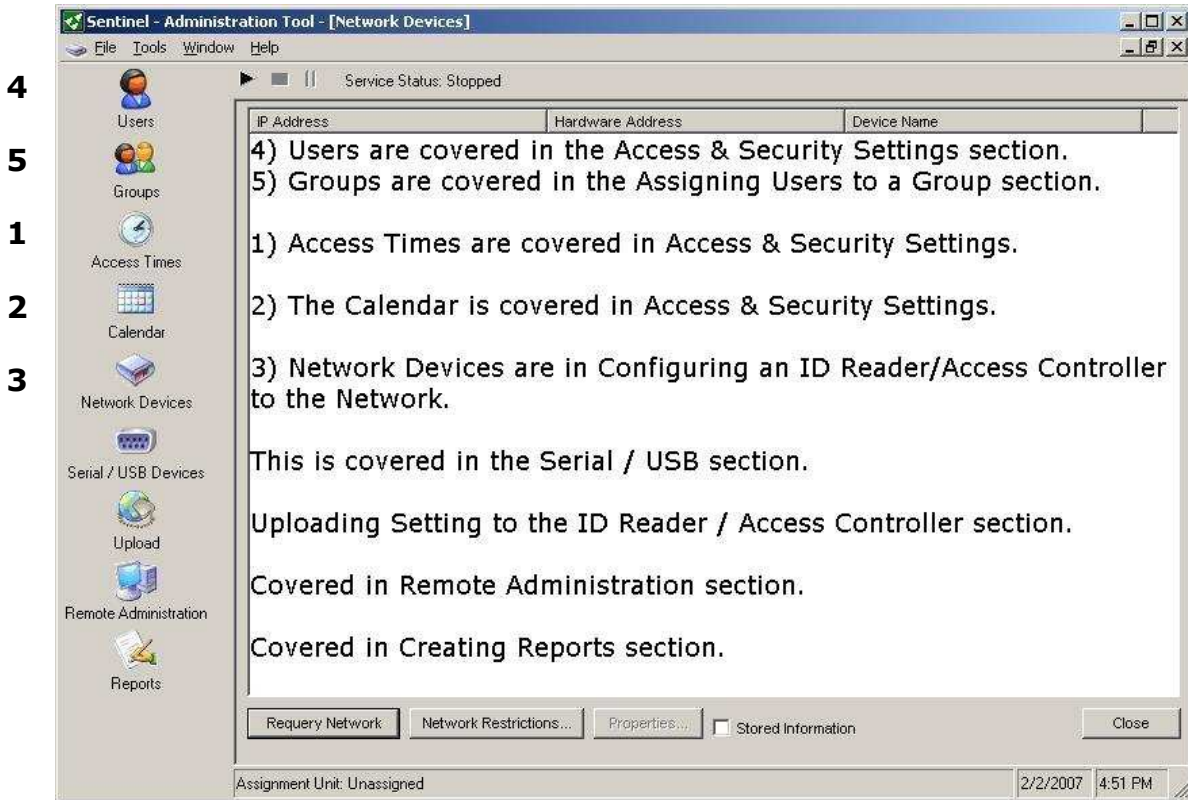 Sentinel - Administration Tool - [Network Devices]
File Tools Window Help
Service Status: Stopped
4
Users
5
Groups
1
Access Times
2
Calendar
3
Network Devices
Serial / USB Devices
Upload
Remote Administration
Reports
IP Address Hardware Address Device Name
4) Users are covered in the Access & Security Settings section.
5) Groups are covered in the Assigning Users to a Group section.
1) Access Times are covered in Access & Security Settings.
2) The Calendar is covered in Access & Security Settings.
3) Network Devices are in Configuring an ID Reader/Access Controller
to the Network.
This is covered in the Serial / USB section.
Uploading Setting to the ID Reader / Access Controller section.
Covered in Remote Administration section.
Covered in Creating Reports section.
Requery Network Network Restrictions... Properties... Stored Information Close
Assignment Unit: Unassigned 2/2/2007 4:51 PM